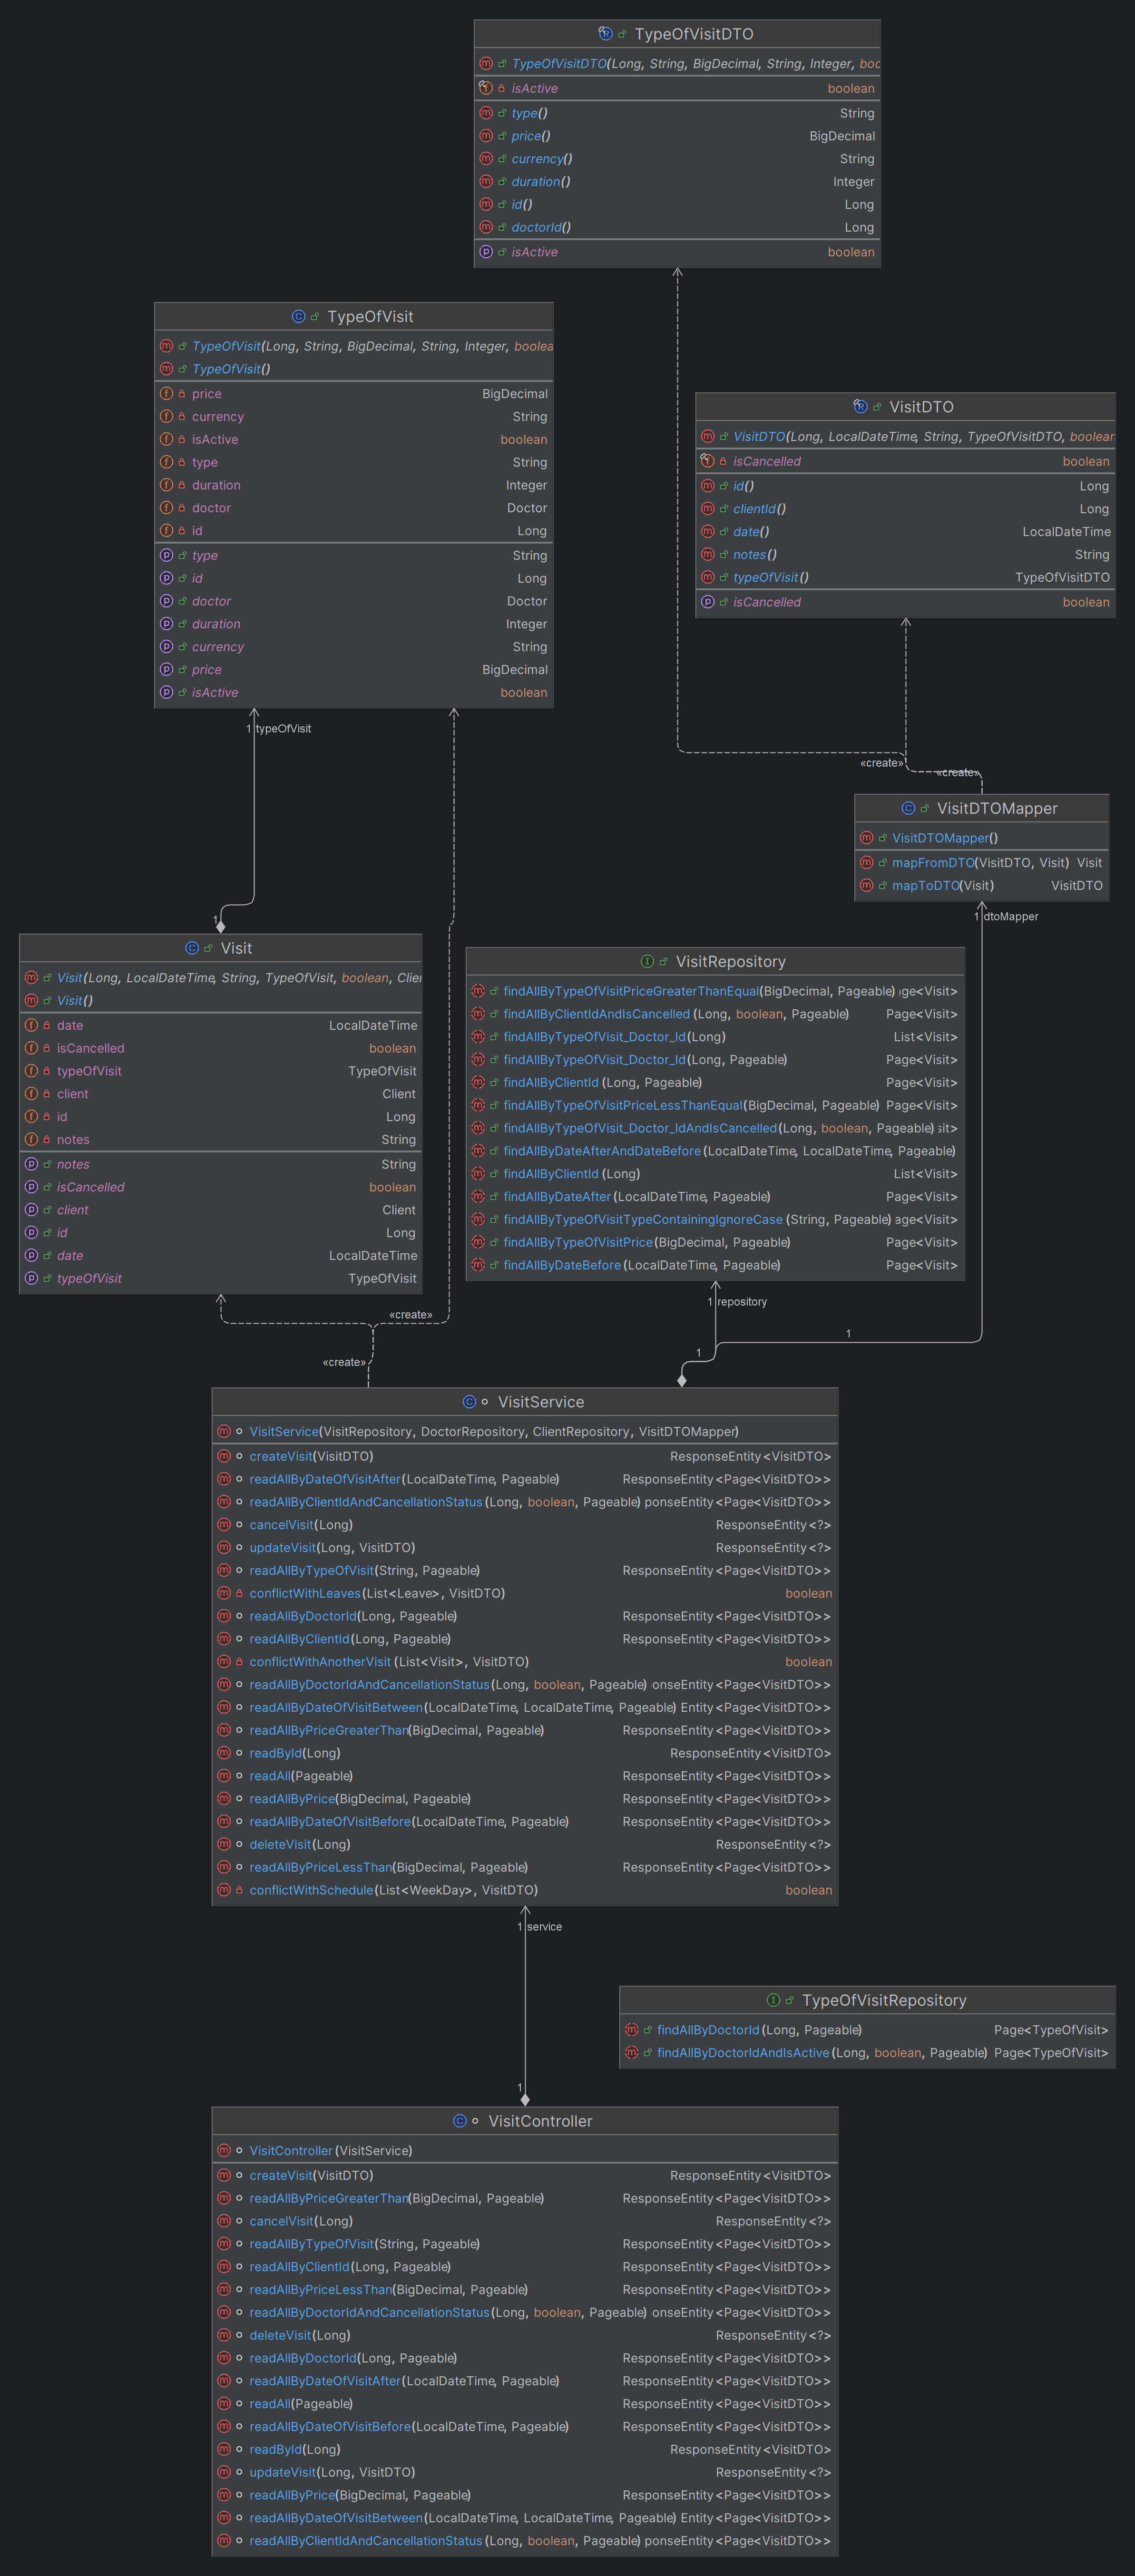 TypeOfVisitDTO
TypeOfVisitDTO(Long, String, BigDecimal, String, Integer, boo
isActive boolean
type() String
price() BigDecimal
currency() String
duration() Integer
id() Long
doctorId() Long
isActive boolean
TypeOfVisit
TypeOfVisit(Long, String, BigDecimal, String, Integer, boolea
TypeOfVisit()
price BigDecimal
currency String
isActive boolean
type String
duration Integer
doctor Doctor
id Long
type String
id Long
doctor Doctor
duration Integer
currency String
price BigDecimal
isActive boolean
VisitDTO
VisitDTO(Long, LocalDateTime, String, TypeOfVisitDTO, boolean
isCancelled boolean
id() Long
clientId() Long
date() LocalDateTime
notes() String
typeOfVisit() TypeOfVisitDTO
isCancelled boolean
1 typeOfVisit
«create»
«create»
VisitDTOMapper
VisitDTOMapper()
mapFromDTO(VisitDTO, Visit) Visit
mapToDTO(Visit) VisitDTO
1 dtoMapper
1
Visit
Visit(Long, LocalDateTime, String, TypeOfVisit, boolean, Clie
Visit()
date LocalDateTime
isCancelled boolean
typeOfVisit TypeOfVisit
client Client
id Long
notes String
notes String
isCancelled boolean
client Client
id Long
date LocalDateTime
typeOfVisit TypeOfVisit
VisitRepository
findAllByTypeOfVisitPriceGreaterThanEqual(BigDecimal, Pageable) ge<Visit>
findAllByClientIdAndIsCancelled(Long, boolean, Pageable) Page<Visit>
findAllByTypeOfVisit_Doctor_Id(Long) List<Visit>
findAllByTypeOfVisit_Doctor_Id(Long, Pageable) Page<Visit>
findAllByClientId(Long, Pageable) Page<Visit>
findAllByTypeOfVisitPriceLessThanEqual(BigDecimal, Pageable) Page<Visit>
findAllByTypeOfVisit_Doctor_IdAndIsCancelled(Long, boolean, Pageable) sit>
findAllByDateAfterAndDateBefore(LocalDateTime, LocalDateTime, Pageable)
findAllByClientId(Long) List<Visit>
findAllByDateAfter(LocalDateTime, Pageable) Page<Visit>
findAllByTypeOfVisitTypeContainingIgnoreCase(String, Pageable) age<Visit>
findAllByTypeOfVisitPrice(BigDecimal, Pageable) Page<Visit>
findAllByDateBefore(LocalDateTime, Pageable) Page<Visit>
1 repository
«create»
1
1
«create»
VisitService
VisitService(VisitRepository, DoctorRepository, ClientRepository, VisitDTOMapper)
createVisit(VisitDTO) ResponseEntity<VisitDTO>
readAllByDateOfVisitAfter(LocalDateTime, Pageable) ResponseEntity<Page<VisitDTO>>
readAllByClientIdAndCancellationStatus(Long, boolean, Pageable) ponseEntity<Page<VisitDTO>>
cancelVisit(Long) ResponseEntity<?>
updateVisit(Long, VisitDTO) ResponseEntity<?>
readAllByTypeOfVisit(String, Pageable) ResponseEntity<Page<VisitDTO>>
conflictWithLeaves(List<Leave>, VisitDTO) boolean
readAllByDoctorId(Long, Pageable) ResponseEntity<Page<VisitDTO>>
readAllByClientId(Long, Pageable) ResponseEntity<Page<VisitDTO>>
conflictWithAnotherVisit(List<Visit>, VisitDTO) boolean
readAllByDoctorIdAndCancellationStatus(Long, boolean, Pageable) onseEntity<Page<VisitDTO>>
readAllByDateOfVisitBetween(LocalDateTime, LocalDateTime, Pageable) Entity<Page<VisitDTO>>
readAllByPriceGreaterThan(BigDecimal, Pageable) ResponseEntity<Page<VisitDTO>>
readById(Long) ResponseEntity<VisitDTO>
readAll(Pageable) ResponseEntity<Page<VisitDTO>>
readAllByPrice(BigDecimal, Pageable) ResponseEntity<Page<VisitDTO>>
readAllByDateOfVisitBefore(LocalDateTime, Pageable) ResponseEntity<Page<VisitDTO>>
deleteVisit(Long) ResponseEntity<?>
readAllByPriceLessThan(BigDecimal, Pageable) ResponseEntity<Page<VisitDTO>>
conflictWithSchedule(List<WeekDay>, VisitDTO) boolean
1 service
TypeOfVisitRepository
findAllByDoctorId(Long, Pageable) Page<TypeOfVisit>
findAllByDoctorIdAndIsActive(Long, boolean, Pageable) Page<TypeOfVisit>
1
VisitController
VisitController(VisitService)
createVisit(VisitDTO) ResponseEntity<VisitDTO>
readAllByPriceGreaterThan(BigDecimal, Pageable) ResponseEntity<Page<VisitDTO>>
cancelVisit(Long) ResponseEntity<?>
readAllByTypeOfVisit(String, Pageable) ResponseEntity<Page<VisitDTO>>
readAllByClientId(Long, Pageable) ResponseEntity<Page<VisitDTO>>
readAllByPriceLessThan(BigDecimal, Pageable) ResponseEntity<Page<VisitDTO>>
readAllByDoctorIdAndCancellationStatus(Long, boolean, Pageable) onseEntity<Page<VisitDTO>>
deleteVisit(Long) ResponseEntity<?>
readAllByDoctorId(Long, Pageable) ResponseEntity<Page<VisitDTO>>
readAllByDateOfVisitAfter(LocalDateTime, Pageable) ResponseEntity<Page<VisitDTO>>
readAll(Pageable) ResponseEntity<Page<VisitDTO>>
readAllByDateOfVisitBefore(LocalDateTime, Pageable) ResponseEntity<Page<VisitDTO>>
readById(Long) ResponseEntity<VisitDTO>
updateVisit(Long, VisitDTO) ResponseEntity<?>
readAllByPrice(BigDecimal, Pageable) ResponseEntity<Page<VisitDTO>>
readAllByDateOfVisitBetween(LocalDateTime, LocalDateTime, Pageable) Entity<Page<VisitDTO>>
readAllByClientIdAndCancellationStatus(Long, boolean, Pageable) ponseEntity<Page<VisitDTO>>